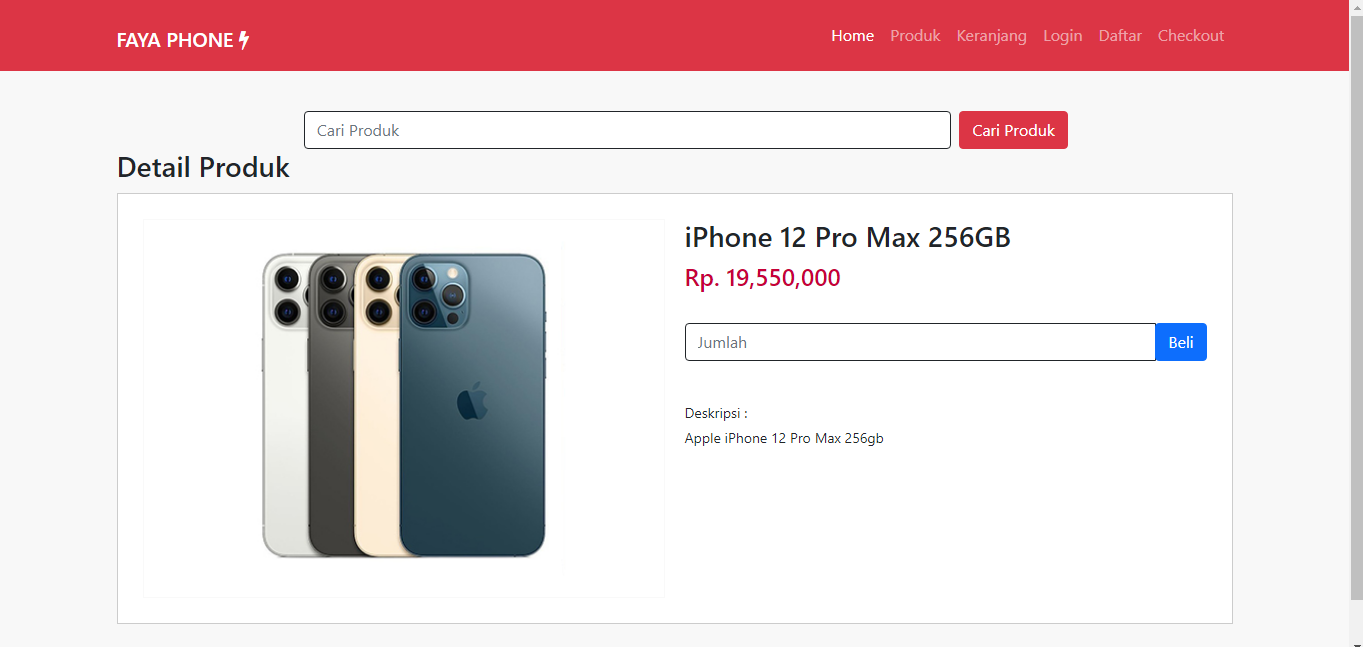 FAYA PHONE
Home Produk Keranjang Login Daftar Checkout
Cari Produk Cari Produk
Detail Produk
iPhone 12 Pro Max 256GB
Rp. 19,550,000
Jumlah Beli
Deskripsi :
Apple iPhone 12 Pro Max 256gb